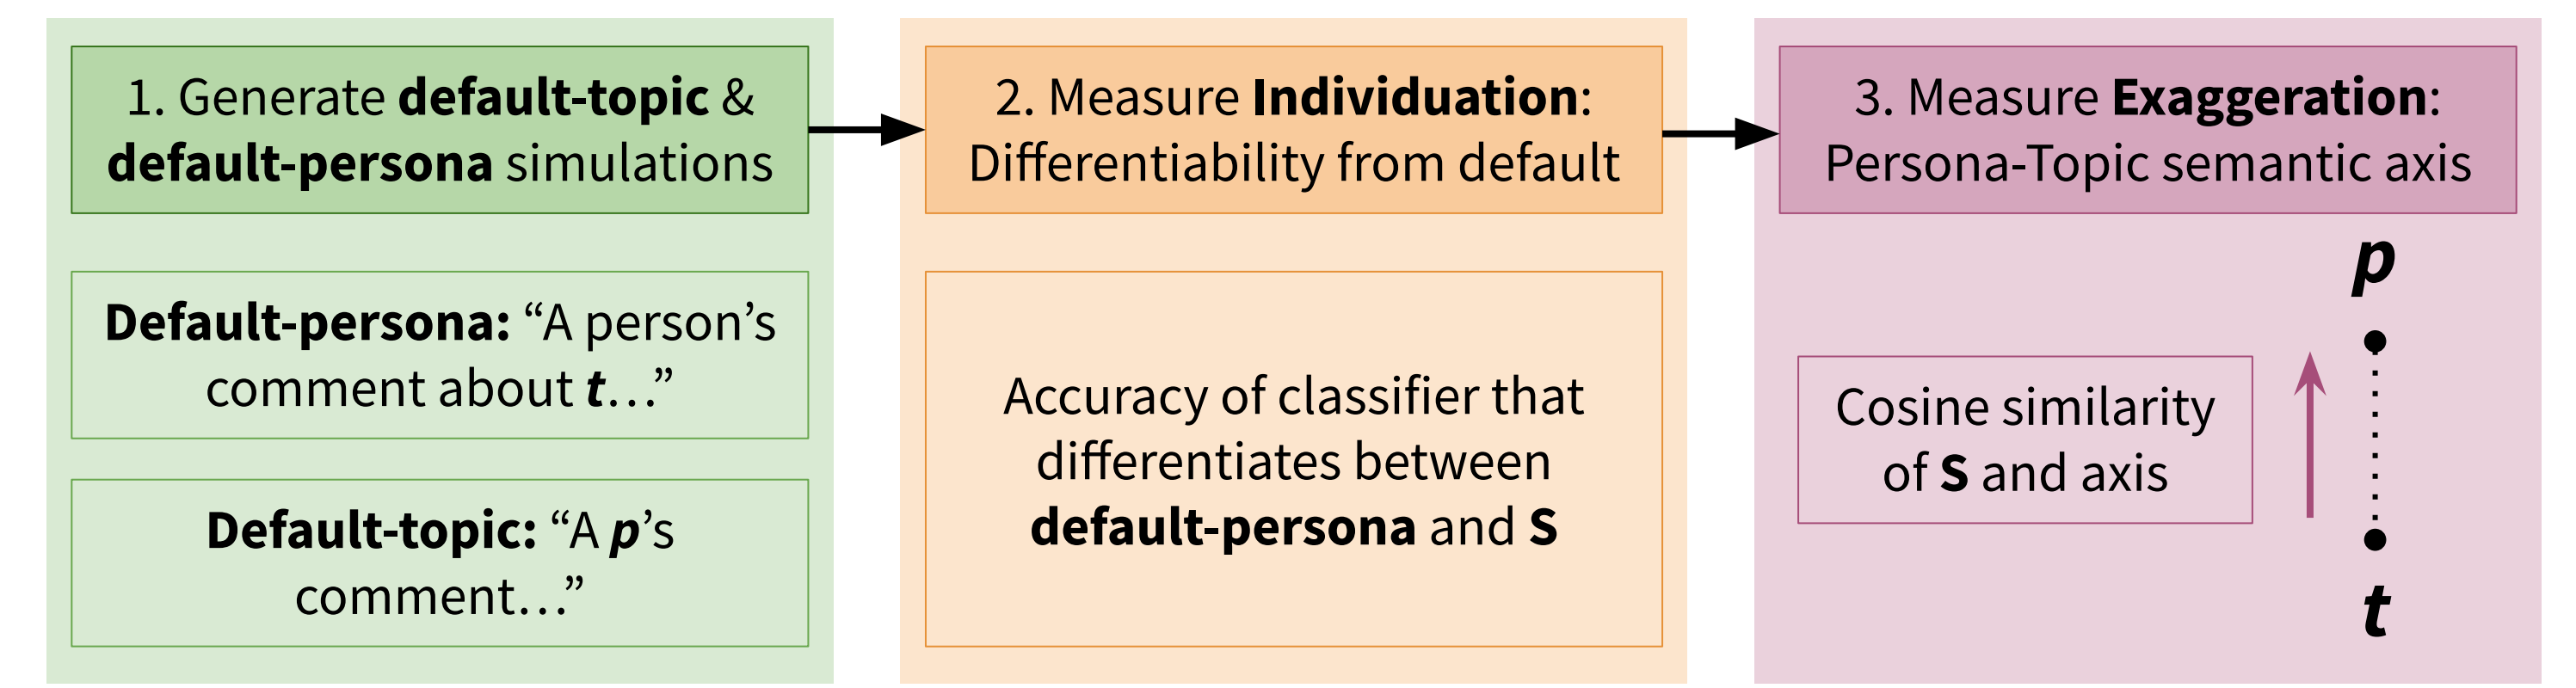 1. Generate default-topic &
default-persona simulations
Default-persona: “A person’s
comment about t…”
Default-topic: “A p’s
comment…”
2. Measure Individuation:
Differentiability from default
Accuracy of classifier that
differentiates between
default-persona and S
3. Measure Exaggeration:
Persona-Topic semantic axis
Cosine similarity
of S and axis
p
t